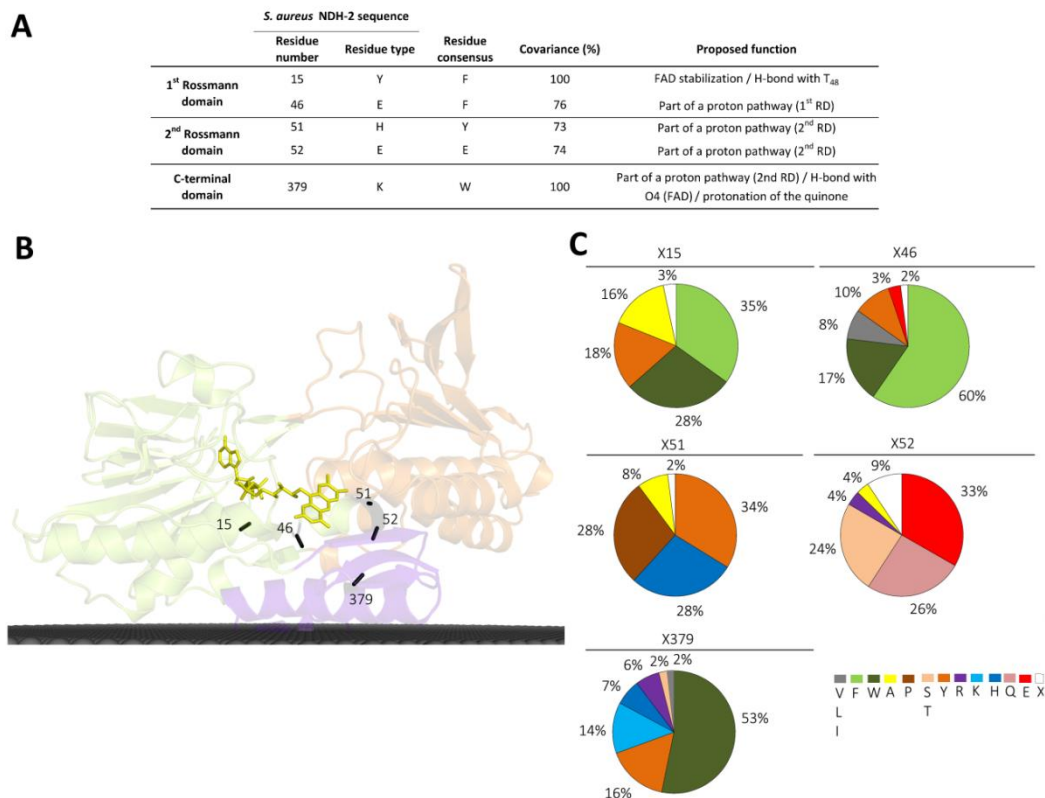 A
S. aureus NDH-2 sequence
Residue number Residue type Residue consensus Covariance (%) Proposed function
1st Rossmann domain
15 Y F 100 FAD stabilization / H-bond with T48
46 E F 76 Part of a proton pathway (1st RD)
2nd Rossmann domain
51 H Y 73 Part of a proton pathway (2nd RD)
52 E E 74 Part of a proton pathway (2nd RD)
C-terminal domain
379 K W 100 Part of a proton pathway (2nd RD) / H-bond with
O4 (FAD) / protonation of the quinone
B
15
46
51
52
379
C
X15
3%
35%
28%
18%
16%
X46
2%
60%
17%
8%
10%
3%
X51
2%
34%
28%
28%
8%
X52
9%
33%
26%
24%
4%
4%
X379
2%
53%
16%
14%
7%
6%
2%
V F W A P S Y R K H Q E X
L T
I